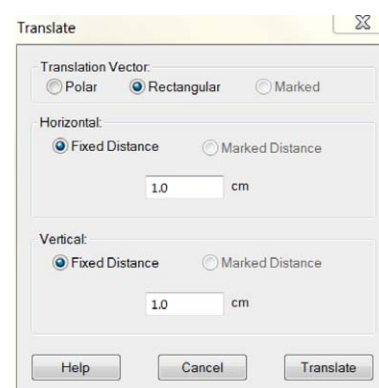 Translate
Translation Vector:
Polar Rectangular Marked
Horizontal:
Fixed Distance Marked Distance
1.0 cm
Vertical:
Fixed Distance Marked Distance
1.0 cm
Help Cancel Translate